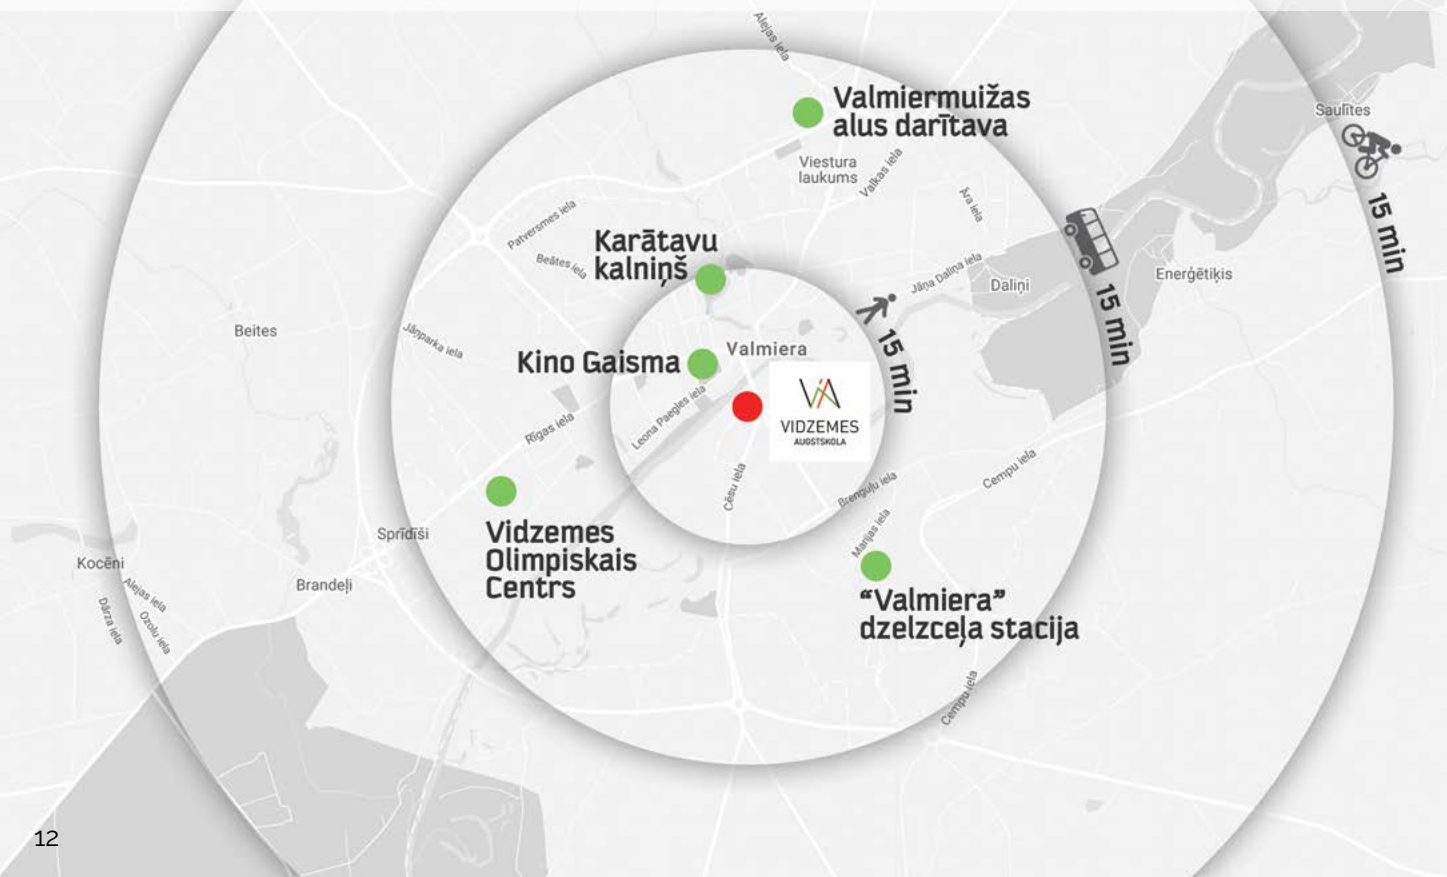 Alejas iela
Valmiermuižas
alus darītava
Saulītes
Viestura
laukums
Valkas iela
Āra iela
15 min
Patversmes iela
Karātavu
kalniņš
Beātes iela
Jāņa Daliņa iela
Daliņi
Enerģētiķis
15 min
Beites
Jāņparka iela
Kino Gaisma
Valmiera
15 min
VIDZEMES
AUGSTSKOLA
Leona Paegles iela
Rīgas iela
Cēsu iela
Cempu iela
Brenguļu iela
Marijas iela
Vidzemes
Olimpiskais
Centrs
Sprīdīši
Kocēni
Brandeļi
Alejas iela
Dārza iela
Ozolu iela
"Valmiera"
dzelzceļa stacija
Cempu iela
12